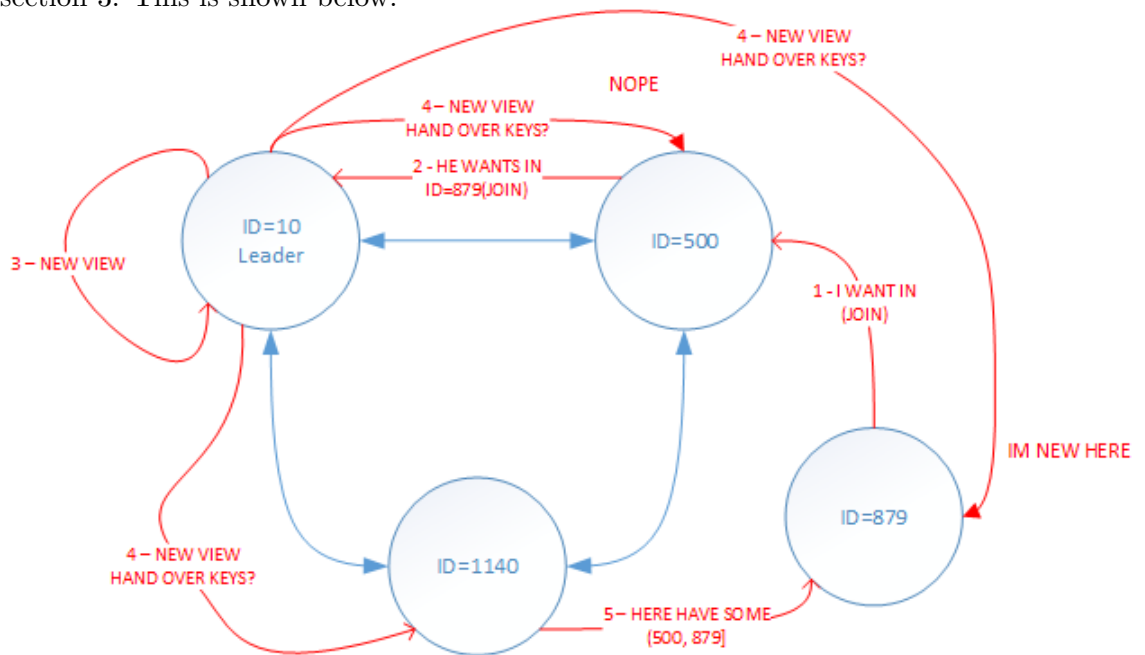 section 5. This is shown below.
4 – NEW VIEW
HAND OVER KEYS?
NOPE
4 – NEW VIEW
HAND OVER KEYS?
2 - HE WANTS IN
ID=879(JOIN)
ID=10
Leader
ID=500
3 – NEW VIEW
1 - I WANT IN
(JOIN)
IM NEW HERE
ID=879
4 – NEW VIEW
HAND OVER KEYS?
ID=1140
5 – HERE HAVE SOME
(500, 879]